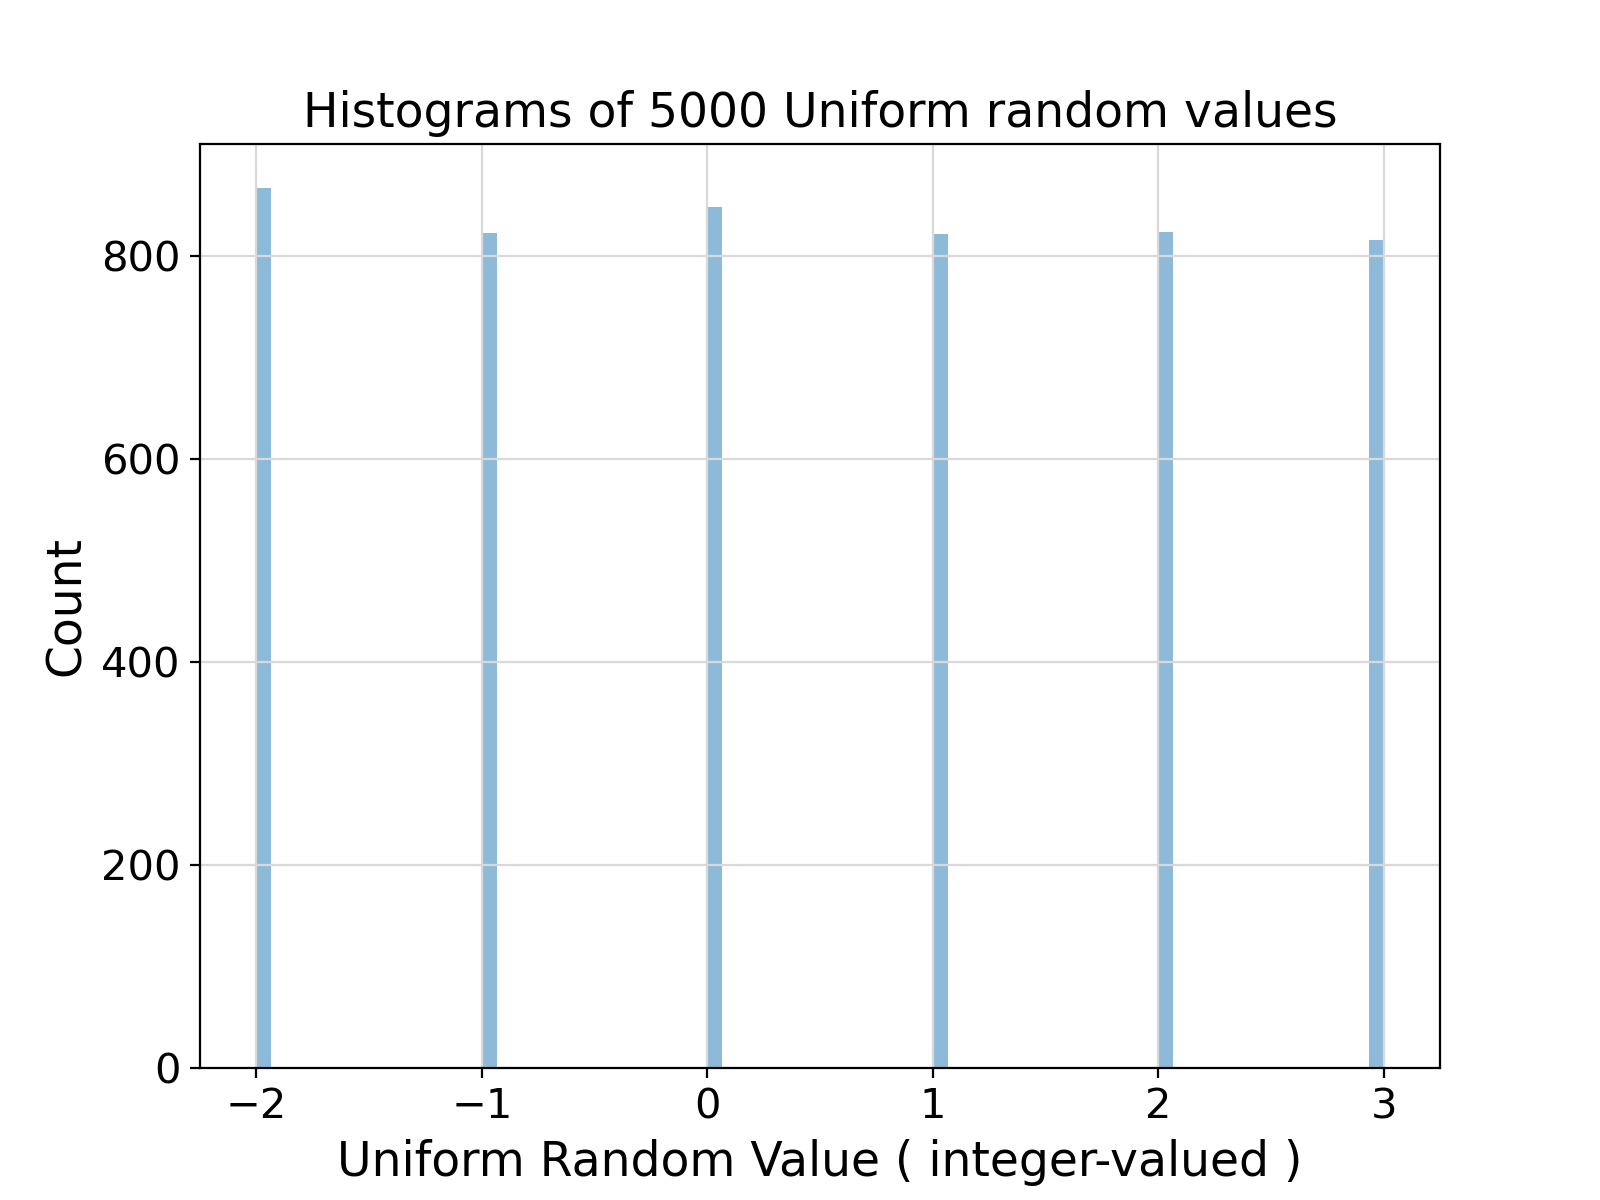 Histograms of 5000 Uniform random values
800
600
400
200
0
Count
−2 −1 0 1 2 3
Uniform Random Value ( integer-valued )